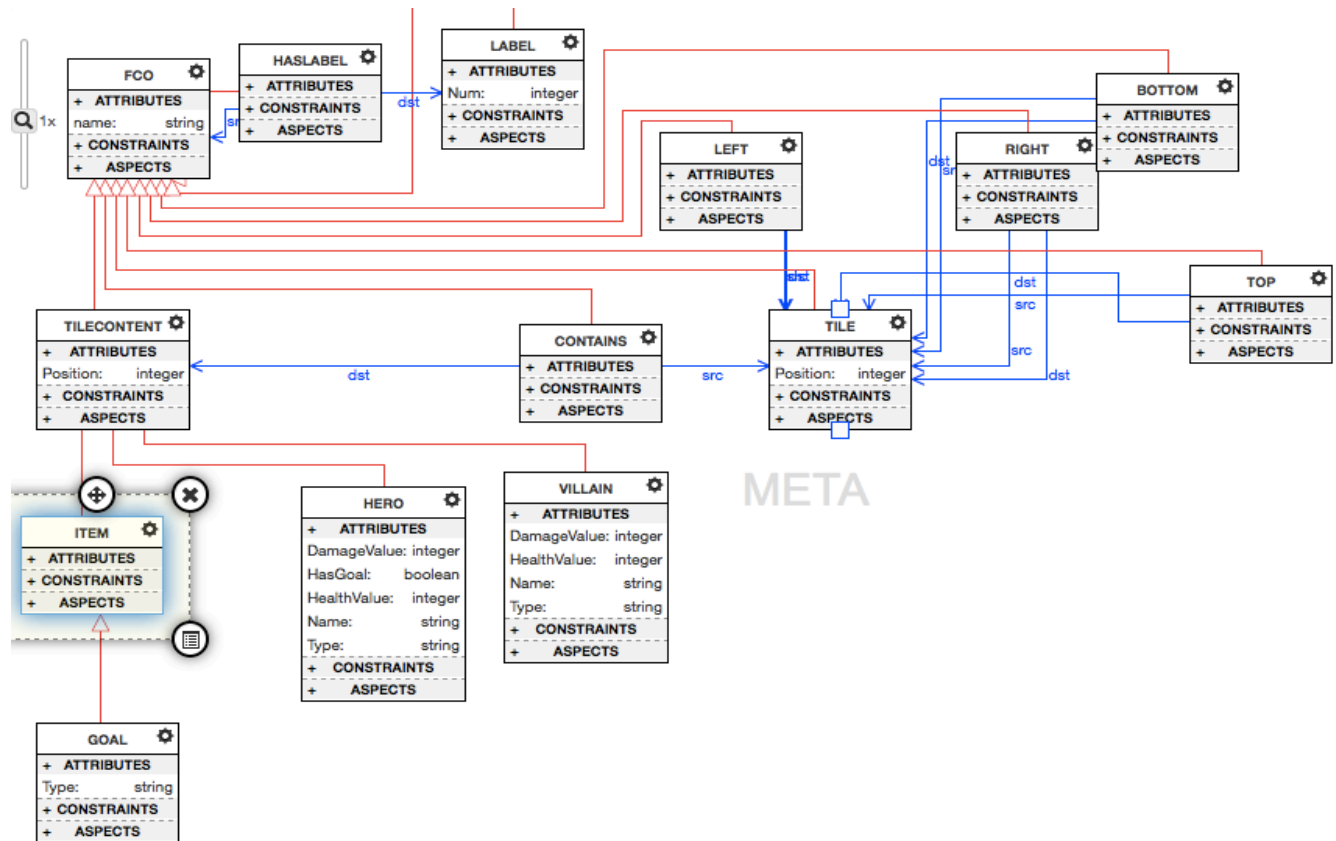 FCO
+ ATTRIBUTES
name: string
+ CONSTRAINTS
+ ASPECTS
HASLABEL
+ ATTRIBUTES
+ CONSTRAINTS
+ ASPECTS
LABEL
+ ATTRIBUTES
Num: integer
+ CONSTRAINTS
+ ASPECTS
BOTTOM
+ ATTRIBUTES
+ CONSTRAINTS
+ ASPECTS
1x
dst
LEFT
+ ATTRIBUTES
+ CONSTRAINTS
+ ASPECTS
RIGHT
+ ATTRIBUTES
+ CONSTRAINTS
+ ASPECTS
dst
TOP
+ ATTRIBUTES
+ CONSTRAINTS
+ ASPECTS
dst
src
TILECONTENT
+ ATTRIBUTES
Position: integer
+ CONSTRAINTS
+ ASPECTS
dst
CONTAINS
+ ATTRIBUTES
+ CONSTRAINTS
+ ASPECTS
src
TILE
+ ATTRIBUTES
Position: integer
+ CONSTRAINTS
+ ASPECTS
src
dst
META
ITEM
+ ATTRIBUTES
+ CONSTRAINTS
+ ASPECTS
HERO
+ ATTRIBUTES
DamageValue: integer
HasGoal: boolean
HealthValue: integer
Name: string
Type: string
+ CONSTRAINTS
+ ASPECTS
VILLAIN
+ ATTRIBUTES
DamageValue: integer
HealthValue: integer
Name: string
Type: string
+ CONSTRAINTS
+ ASPECTS
GOAL
+ ATTRIBUTES
Type: string
+ CONSTRAINTS
+ ASPECTS